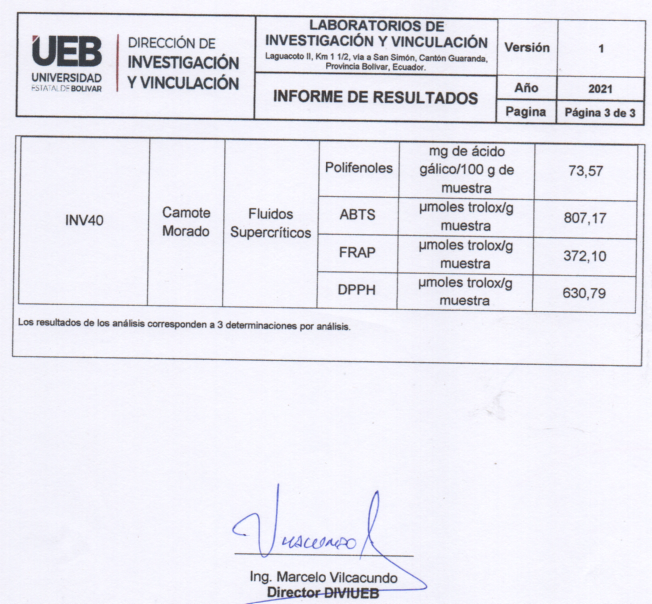 UEB
UNIVERSIDAD
ESTATAL DE BOLIVAR
DIRECCIÓN DE
INVESTIGACIÓN
Y VINCULACIÓN
LABORATORIOS DE
INVESTIGACIÓN Y VINCULACIÓN
Laguacoto II, Km 1 1/2, vía a San Simón, Cantón Guaranda,
Provincia Bolívar, Ecuador.
INFORME DE RESULTADOS
Versión 1
Año 2021
Pagina Página 3 de 3
INV40
Camote
Morado
Fluidos
Supercríticos
Polifenoles
mg de ácido
gálico/100 g de
muestra
73,57
ABTS
µmoles trolox/g
muestra
807,17
FRAP
µmoles trolox/g
muestra
372,10
DPPH
µmoles trolox/g
muestra
630,79
Los resultados de los análisis corresponden a 3 determinaciones por análisis.
Vilacundo
Ing. Marcelo Vilcacundo
Director DIVIUEB